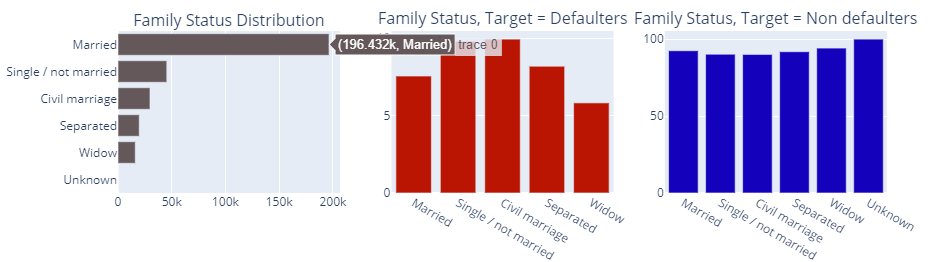 Family Status Distribution
Married
Single / not married
Civil marriage
Separated
Widow
Unknown
0
50k
100k
150k
200k
(196.432k, Married)
trace 0
Family Status, Target = Defaulters
5
0
Married
Single / not married
Civil marriage
Separated
Widow
Family Status, Target = Non defaulters
100
50
0
Married
Single / not married
Civil marriage
Separated
Widow
Unknown